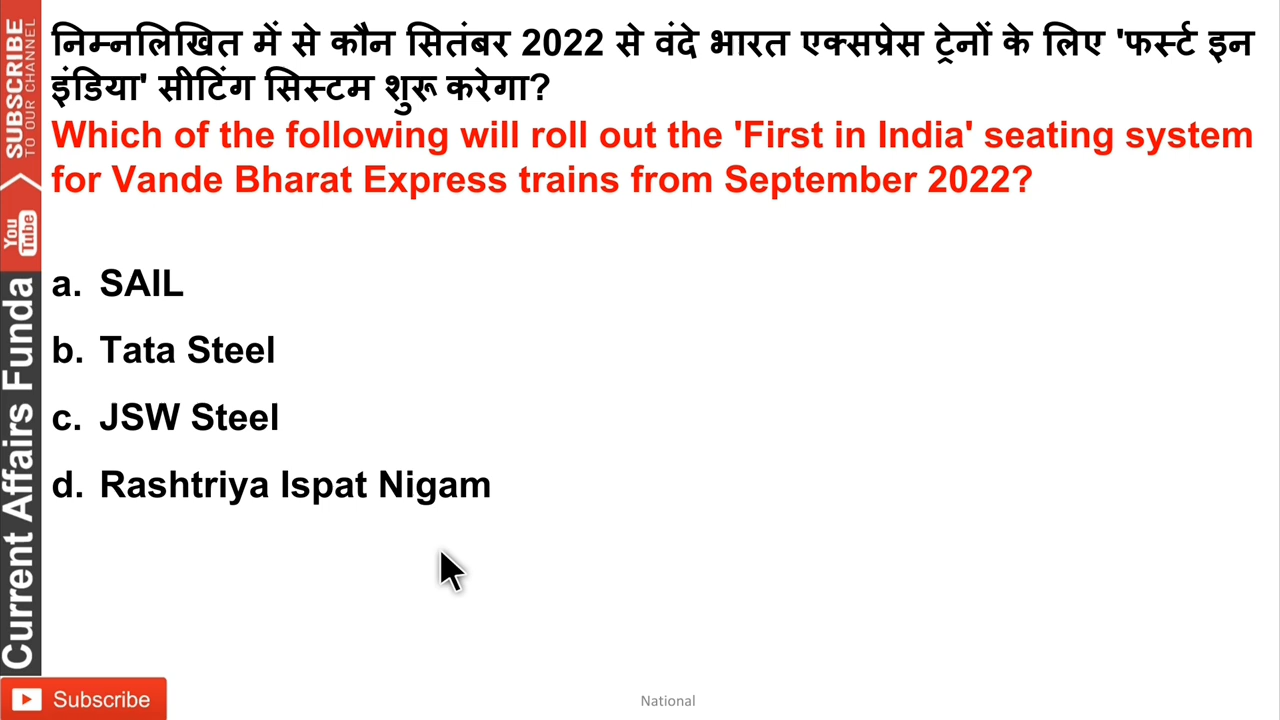 निम्नलिखित में से कौन सितंबर 2022 से वंदे भारत एक्सप्रेस ट्रेनों के लिए 'फर्स्ट इन
इंडिया' सीटिंग सिस्टम शुरू करेगा?
Which of the following will roll out the 'First in India' seating system
for Vande Bharat Express trains from September 2022?
a. SAIL
b. Tata Steel
c. JSW Steel
d. Rashtriya Ispat Nigam
SUBSCRIBE
TO OUR CHANNEL
You
Tube
Current Affairs Funda
Subscribe
National